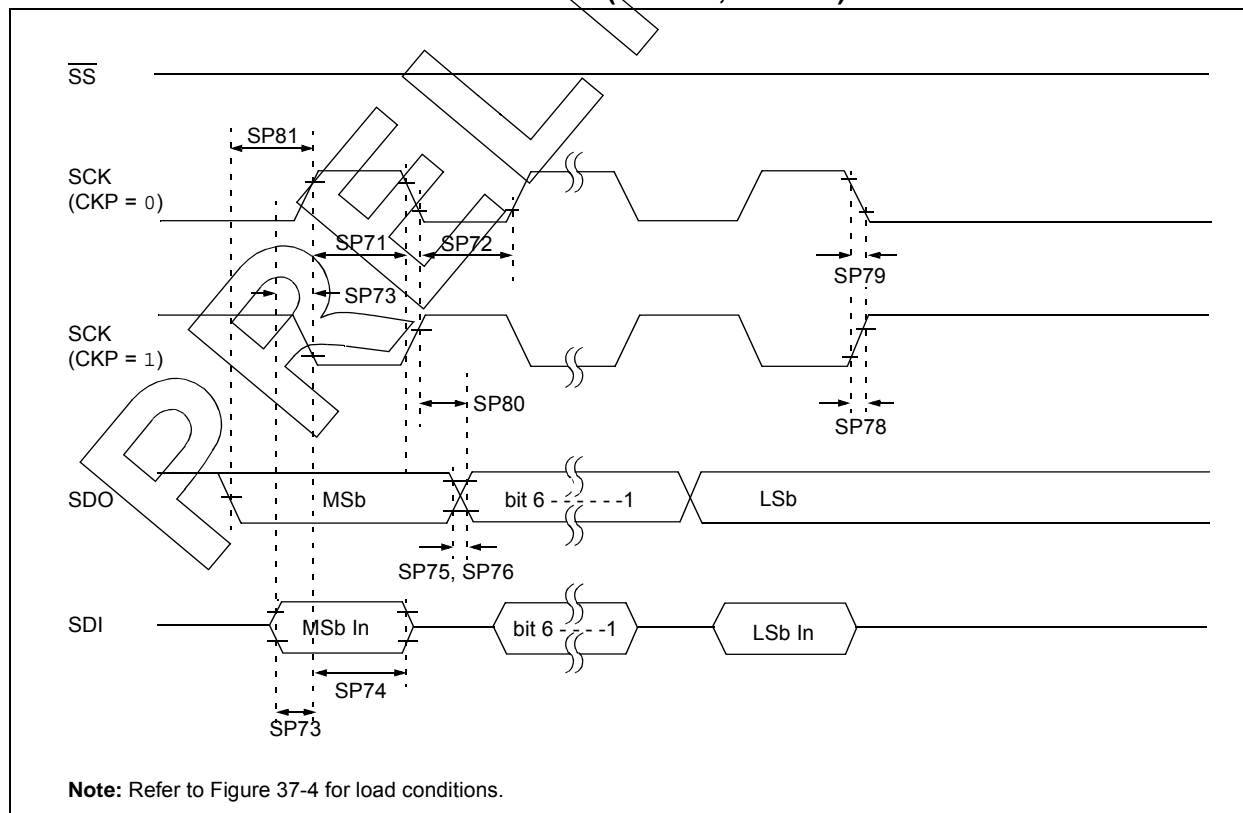 SS
SP81
SCK
(CKP = 0)
SP71
SP72
SP79
SP73
SCK
(CKP = 1)
SP80
SP78
SDO
MSb
bit 6 - - - - - -1
LSb
SP75, SP76
SDI
MSb In
bit 6 - - - -1
LSb In
SP74
SP73
Note: Refer to Figure 37-4 for load conditions.